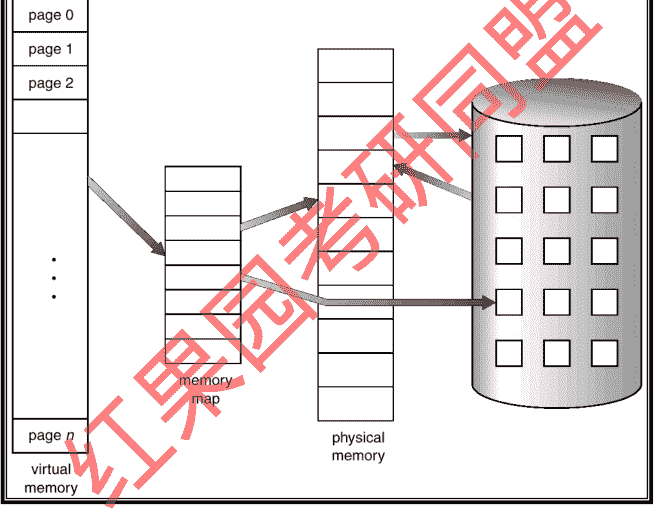 page 0
page 1
page 2
page n
virtual
memory
memory
map
physical
memory
红果园考研同盟